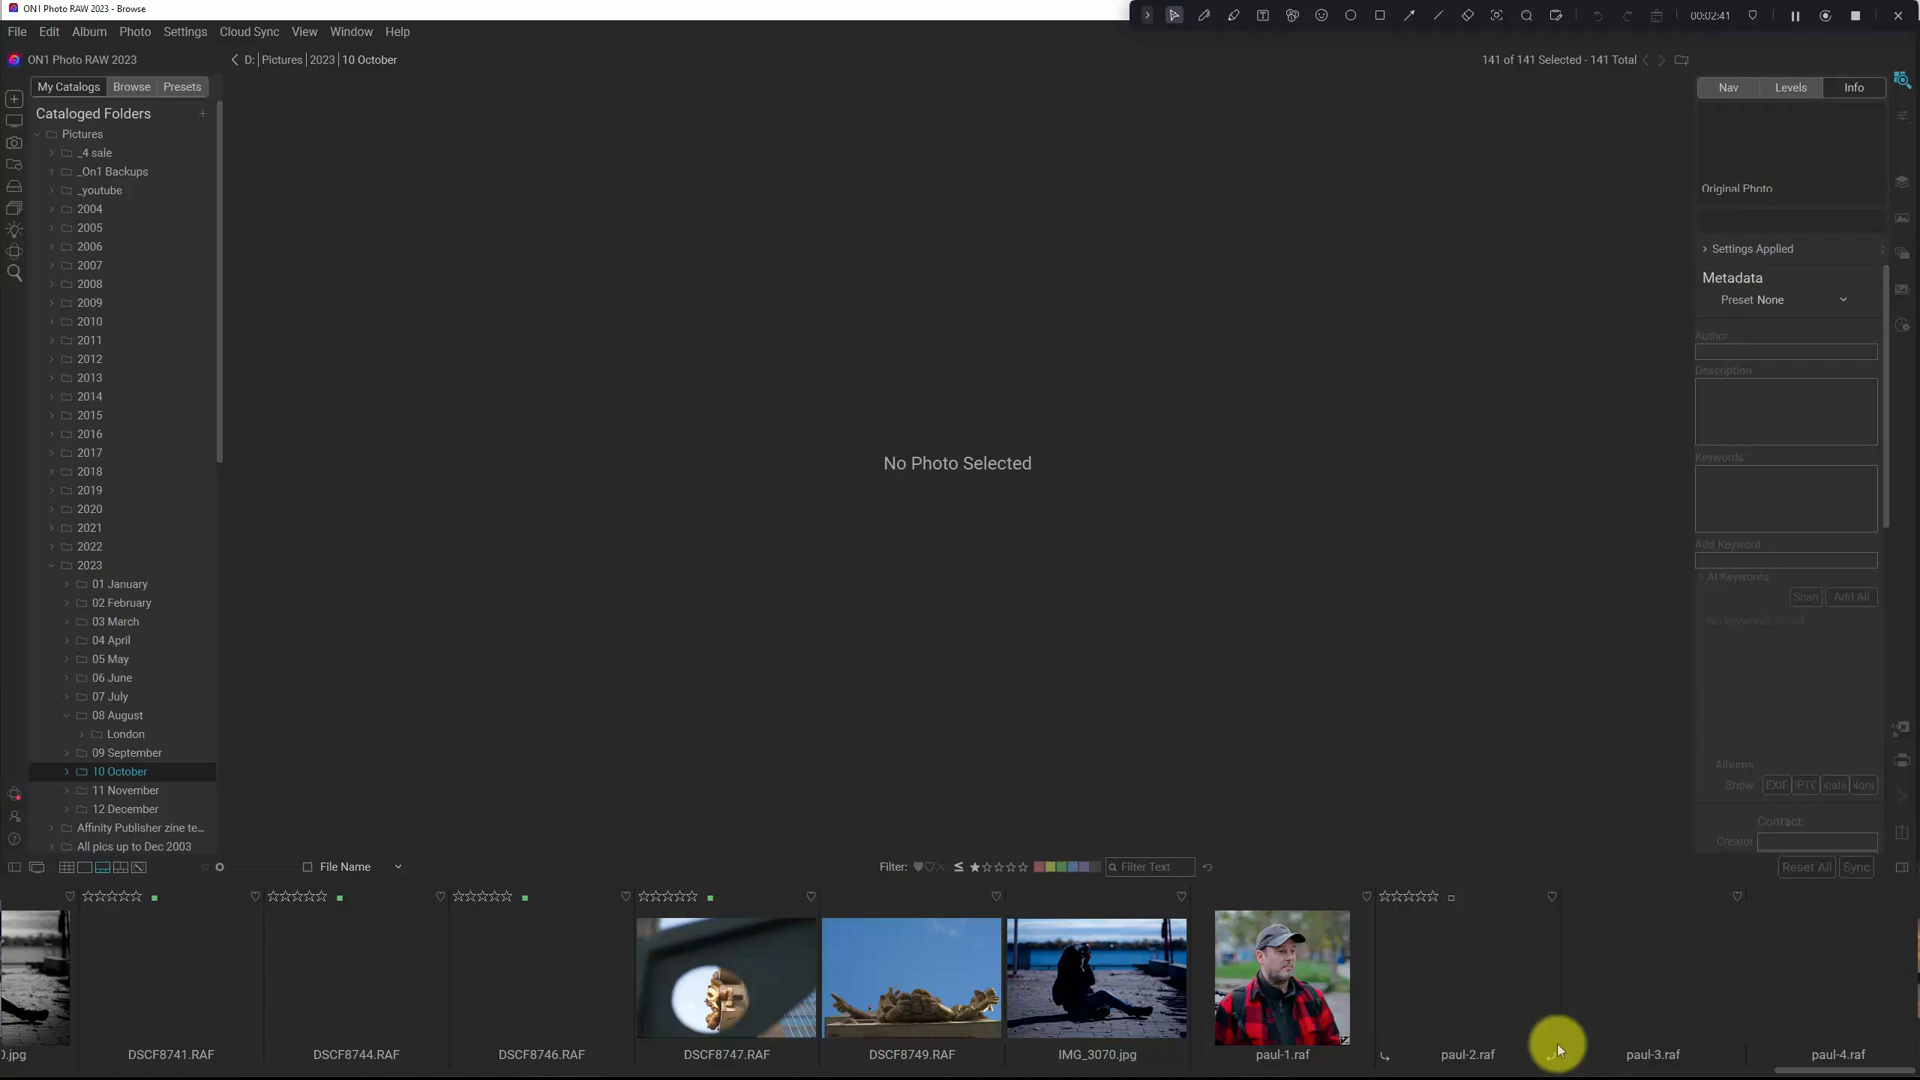 ON1 Photo RAW 2023 - Browse
00:02:41
File Edit Album Photo Settings Cloud Sync View Window Help
ON1 Photo RAW 2023
D: Pictures 2023 10 October
141 of 141 Selected - 141 Total
My Catalogs Browse Presets
Nav Levels Info
Cataloged Folders
Pictures
_4 sale
_On1 Backups
_youtube
2004
2005
2006
2007
2008
2009
2010
2011
2012
2013
2014
2015
2016
2017
2018
2019
2020
2021
2022
2023
01 January
02 February
03 March
04 April
05 May
06 June
07 July
08 August
London
09 September
10 October
11 November
12 December
Affinity Publisher zine te...
All pics up to Dec 2003
No Photo Selected
Original Photo
Settings Applied
Metadata
Preset None
Author
Description
Keywords
Add Keyword
AI Keywords
Scan Add All
No keywords found
Albums
Show EXIF IPTC
Contact:
Creator
Reset All Sync
File Name
Filter:
Filter Text
0.jpg
DSCF8741.RAF
DSCF8744.RAF
DSCF8746.RAF
DSCF8747.RAF
DSCF8749.RAF
IMG_3070.jpg
paul-1.raf
paul-2.raf
paul-3.raf
paul-4.raf